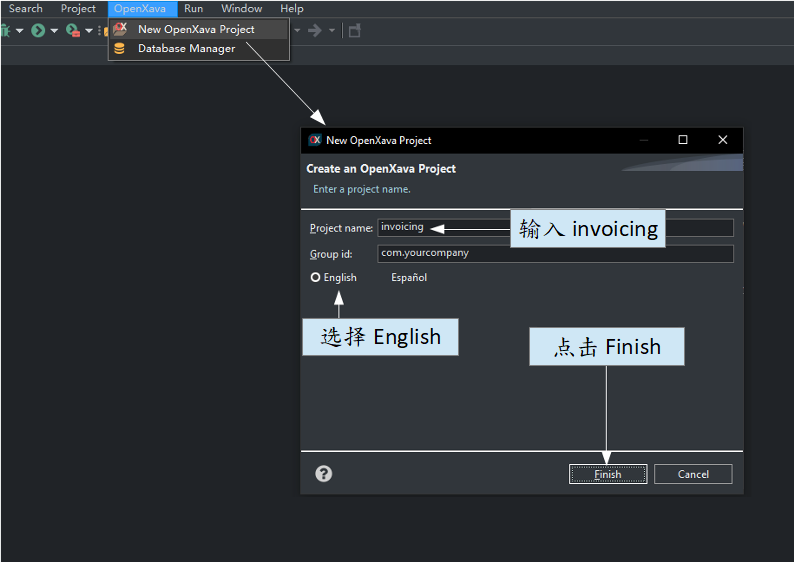 Search Project OpenXava Run Window Help
New OpenXava Project
Database Manager
New OpenXava Project
Create an OpenXava Project
Enter a project name.
Project name: invoicing
输入 invoicing
Group id: com.yourcompany
English Español
选择 English
点击 Finish
Finish Cancel